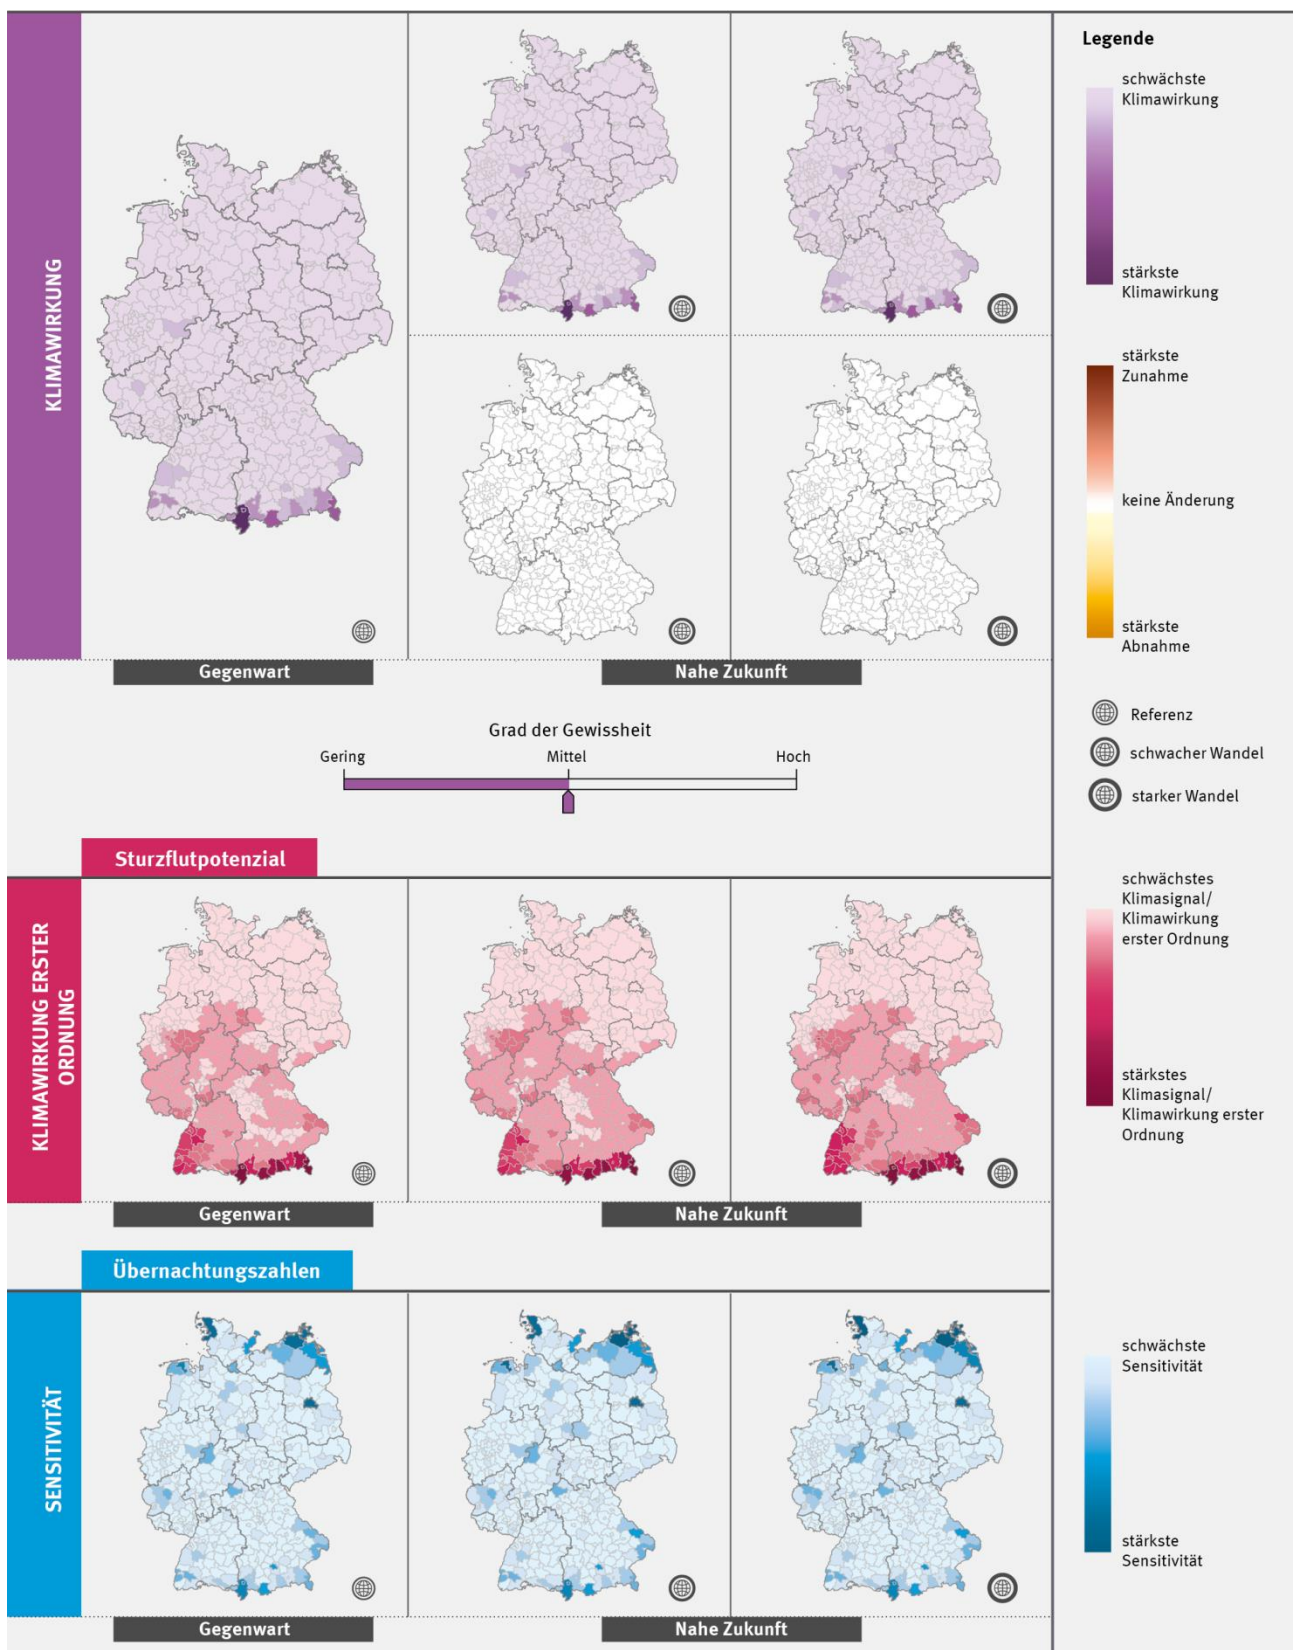 KLIMAWIRKUNG
Gegenwart
Nahe Zukunft
Grad der Gewissheit
Gering
Mittel
Hoch
Sturzflutpotenzial
KLIMAWIRKUNG ERSTER
ORDNUNG
Gegenwart
Nahe Zukunft
Übernachtungszahlen
SENSITIVITÄT
Gegenwart
Nahe Zukunft
Legende
schwächste
Klimawirkung
stärkste
Klimawirkung
stärkste
Zunahme
keine Änderung
stärkste
Abnahme
Referenz
schwacher Wandel
starker Wandel
schwächstes
Klimasignal/
Klimawirkung
erster Ordnung
stärkstes
Klimasignal/
Klimawirkung erster
Ordnung
schwächste
Sensitivität
stärkste
Sensitivität